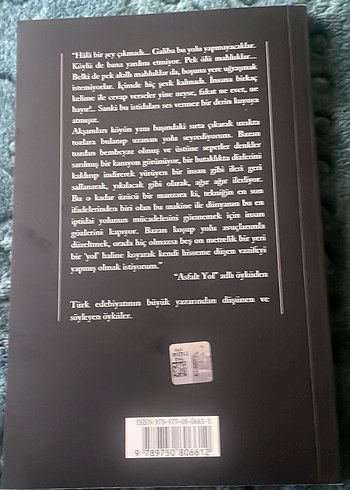 “Hâlâ bir şey çıkmadı... Galiba bu yolu yapmayacaklar.
Köylü de bana yardım etmiyor. Pek ölü mahluklar...
Belki de pek akıllı mahluklar da, boşuna yere uğraşmak
istemiyorlar. İçimde hiç şevk kalmadı. İnsana birkaç
kelime ile cevap verseler yine neyse, fakat ne evet, ne
hayır!... Sanki bu istidaları ses vermez bir derin kuyuya
atmışız.
Akşamları köyün yanı başındaki sırta çıkarak uzakta
tozlara bulanıp uzanan yolu seyrediyorum. Bazan
tozdan bembeyaz olmuş ve üstüne sepetler denkler
sarılmış bir kamyon görünüyor, bir bataklıkta dizlerini
kaldırıp indirerek yürüyen bir insan gibi ileri geri
sallanarak, yıkılacak gibi olarak, ağır ağır ilerliyor..
Bu o kadar üzücü bir manzara ki, tekniğin en son
ifadelerinden biri olan bu makine ile dünyanın bu en
iptidai yolunun mücadelesini görmemek için insan
gözlerini kapıyor. Bazan koşup yolu avuçlarımla
düzeltmek, orada hiç olmazsa beş on metrelik bir yeri
bir ‘yol’ haline koyarak kendi hisseme düşen vazifeyi
yapmış olmak istiyorum.”
“Asfalt Yol” adlı öyküden
Türk edebiyatının büyük yazarından düşünen ve
söyleyen öyküler.
ISBN 978-975-08-0661-2
9 789750 806612